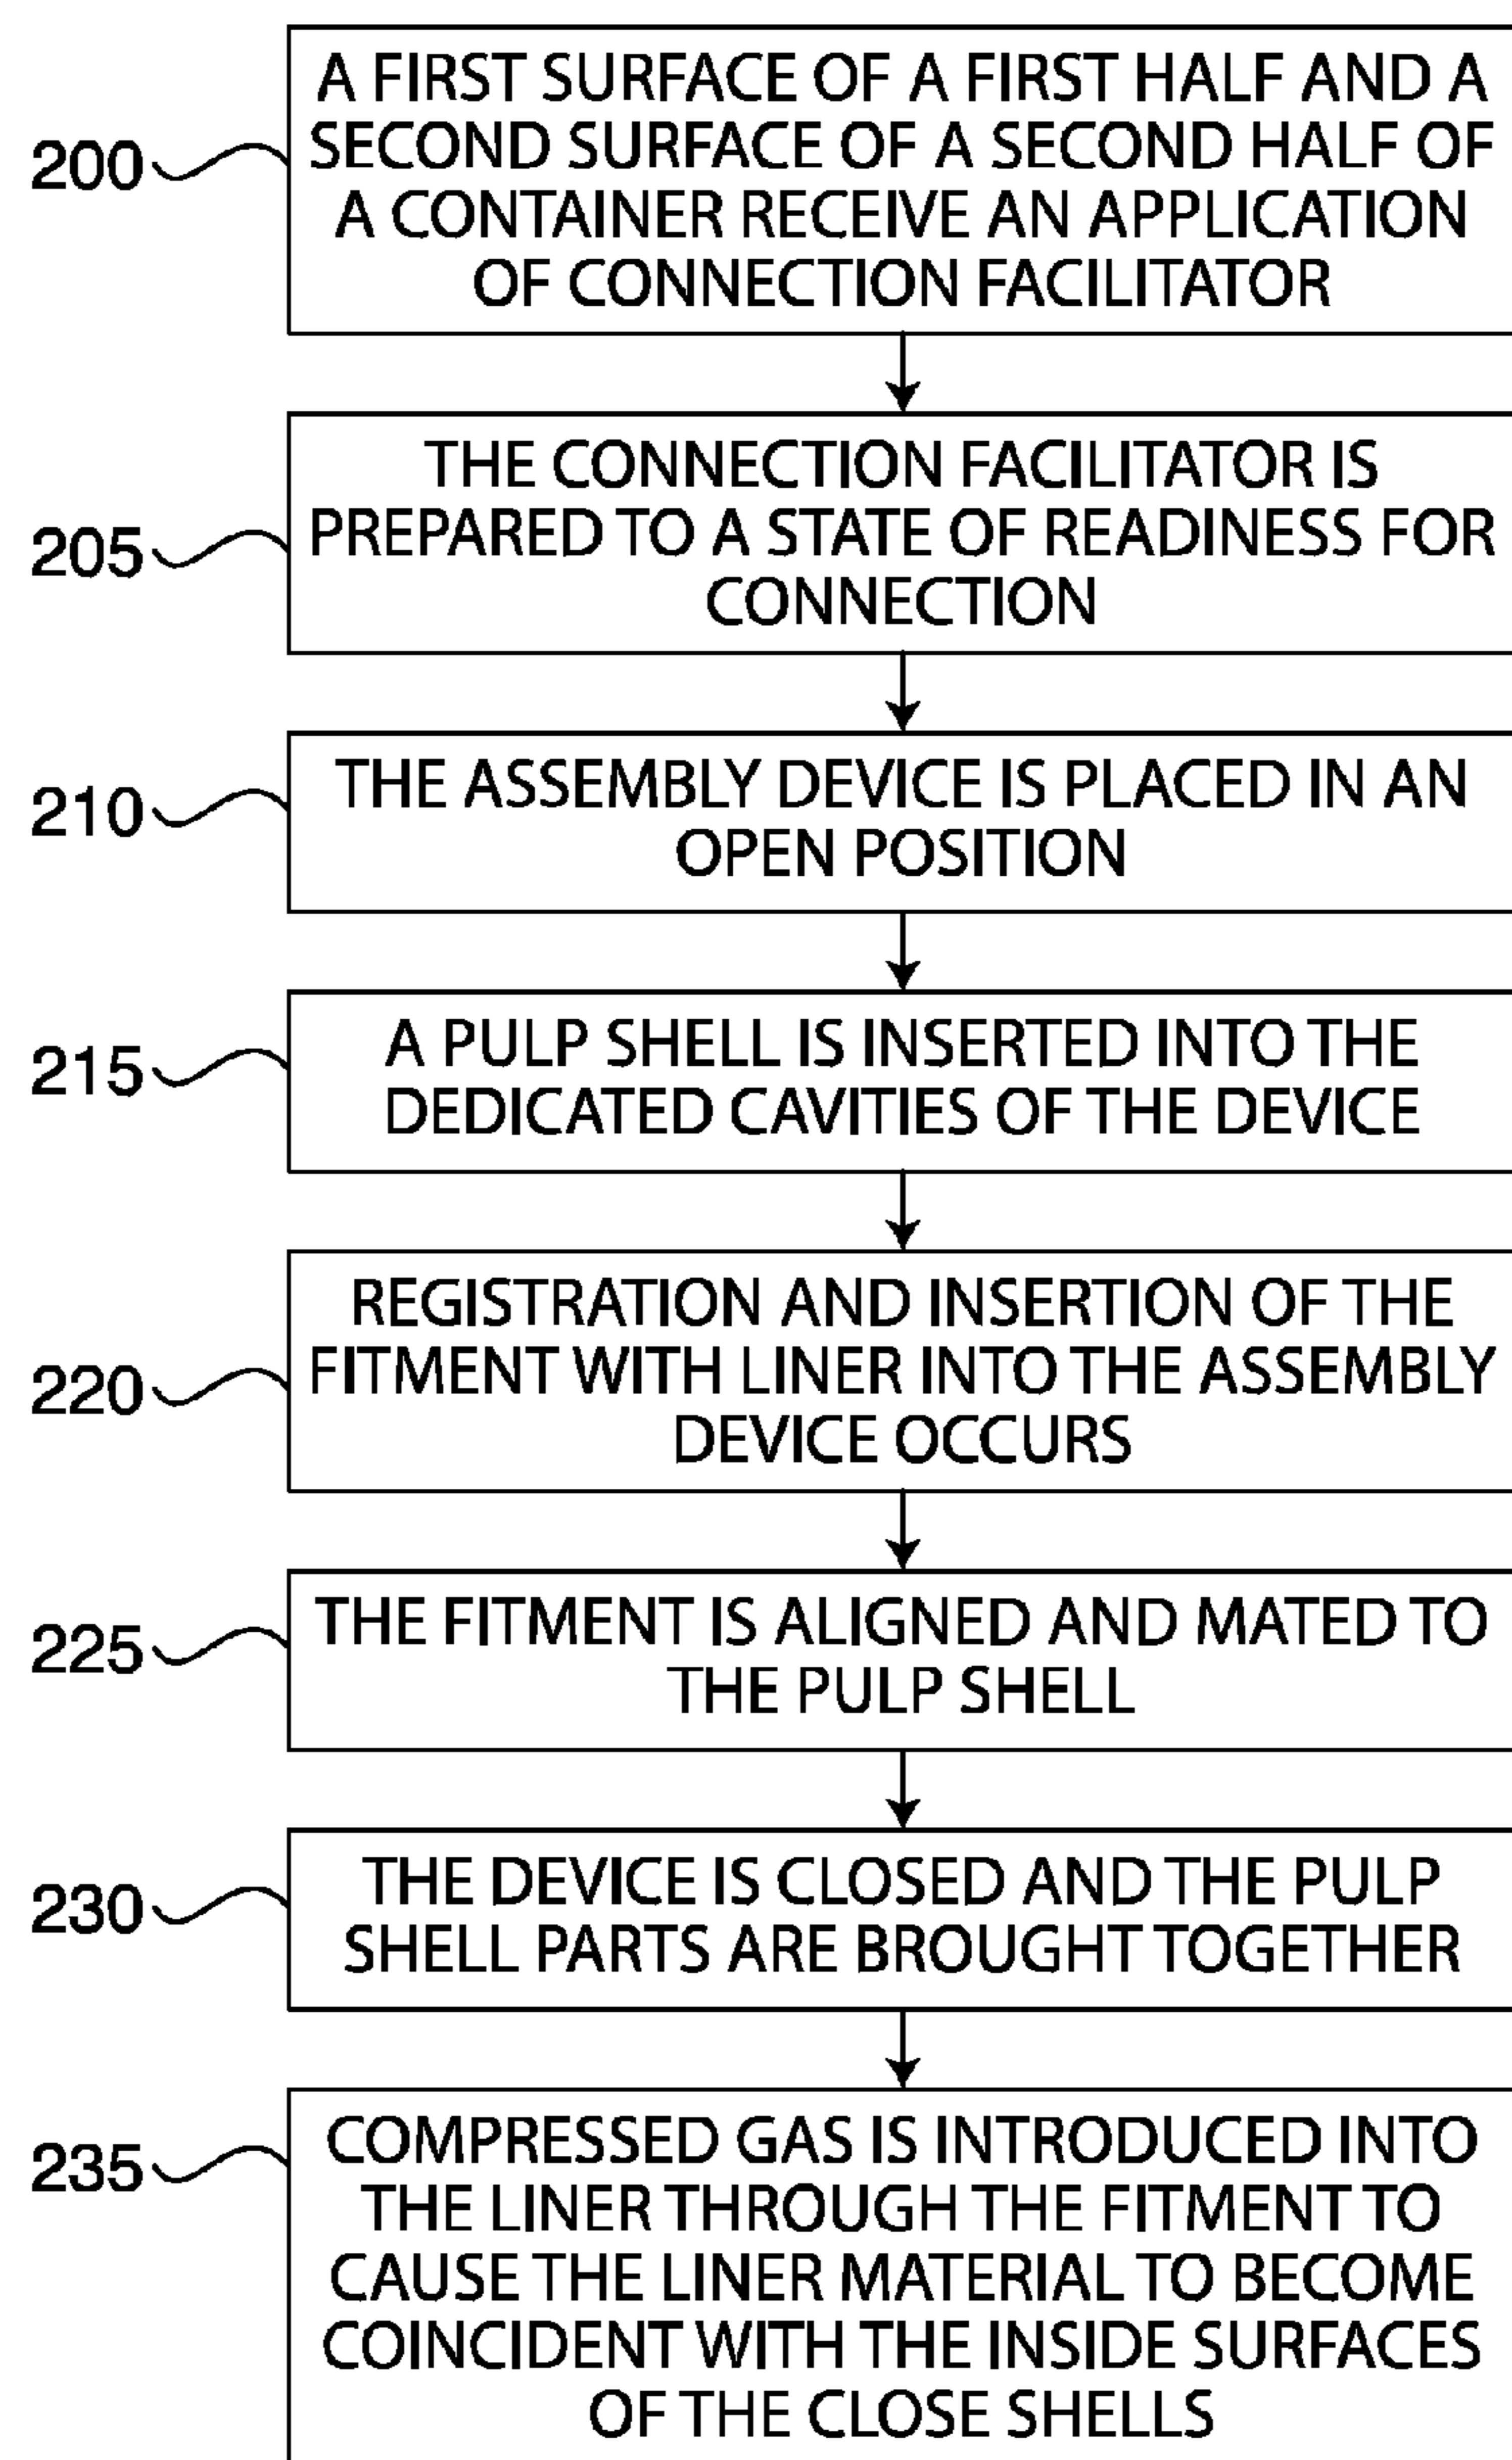 200
A FIRST SURFACE OF A FIRST HALF AND A
SECOND SURFACE OF A SECOND HALF OF
A CONTAINER RECEIVE AN APPLICATION
OF CONNECTION FACILITATOR
205
THE CONNECTION FACILITATOR IS
PREPARED TO A STATE OF READINESS FOR
CONNECTION
210
THE ASSEMBLY DEVICE IS PLACED IN AN
OPEN POSITION
215
A PULP SHELL IS INSERTED INTO THE
DEDICATED CAVITIES OF THE DEVICE
220
REGISTRATION AND INSERTION OF THE
FITMENT WITH LINER INTO THE ASSEMBLY
DEVICE OCCURS
225
THE FITMENT IS ALIGNED AND MATED TO
THE PULP SHELL
230
THE DEVICE IS CLOSED AND THE PULP
SHELL PARTS ARE BROUGHT TOGETHER
235
COMPRESSED GAS IS INTRODUCED INTO
THE LINER THROUGH THE FITMENT TO
CAUSE THE LINER MATERIAL TO BECOME
COINCIDENT WITH THE INSIDE SURFACES
OF THE CLOSE SHELLS